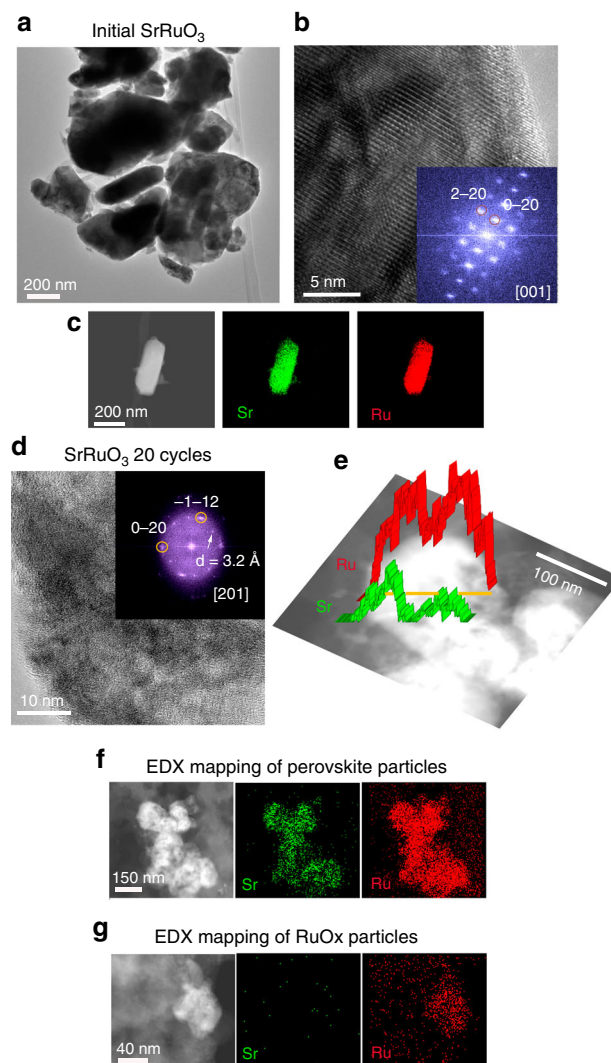 a
Initial SrRuO₃
200 nm
b
2–20
0–20
5 nm
[001]
c
200 nm
Sr
Ru
d
SrRuO₃ 20 cycles
–1–12
0–20
d = 3.2 Å
[201]
10 nm
e
Ru
Sr
100 nm
f
EDX mapping of perovskite particles
150 nm
Sr
Ru
g
EDX mapping of RuOx particles
40 nm
Sr
Ru